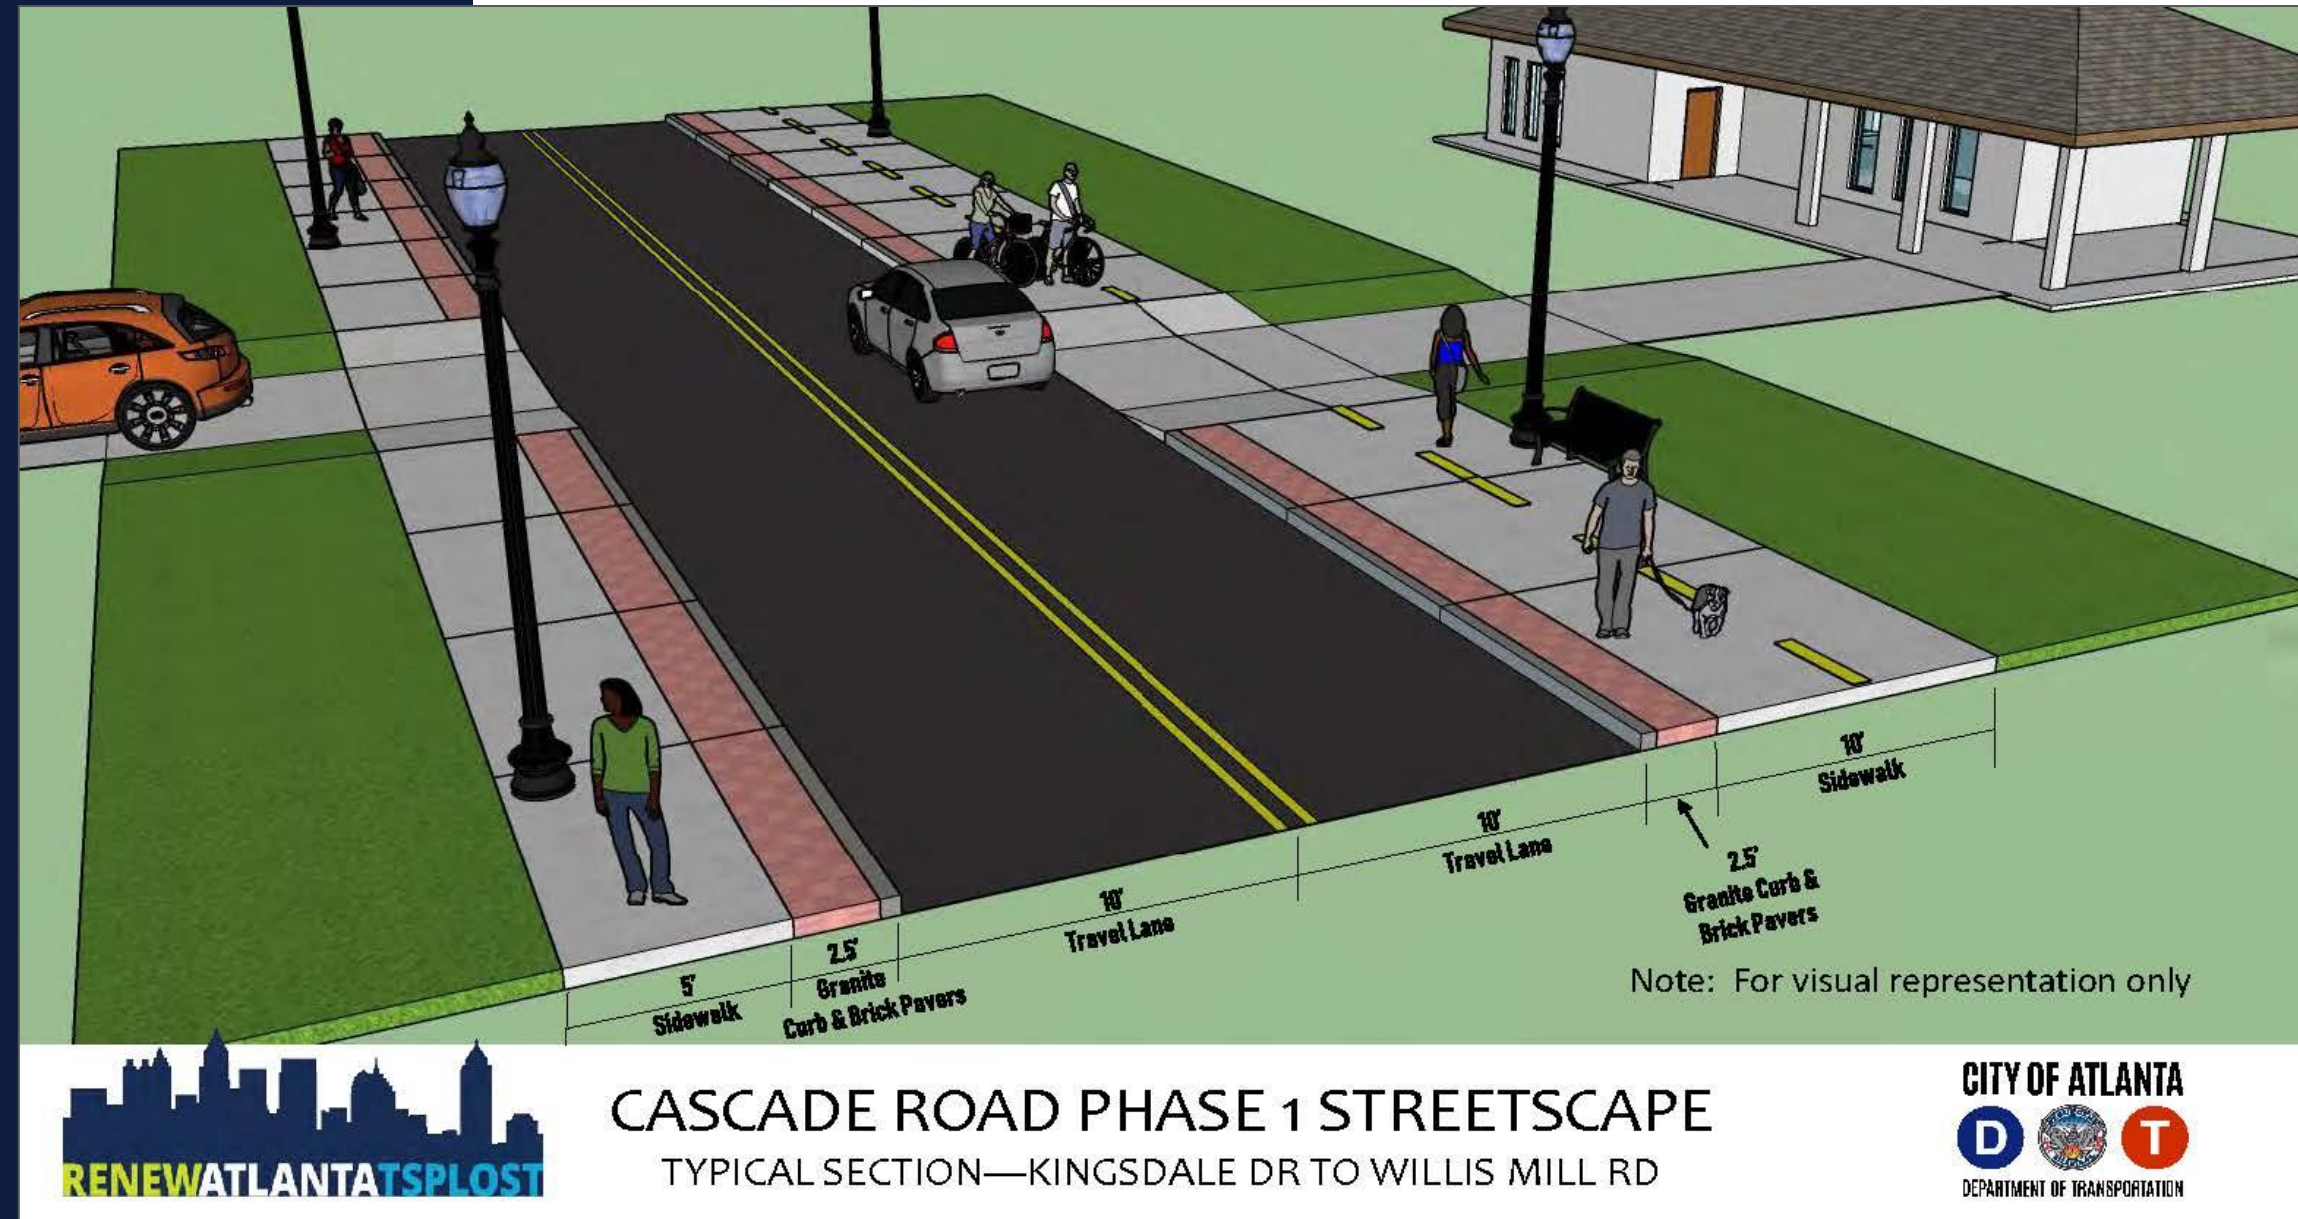 10'
Sidewalk
10'
Travel Lane
2.5'
Granite Curb &
Brick Pavers
10'
Travel Lane
2.5'
Granite
Curb & Brick Pavers
5'
Sidewalk
Note: For visual representation only
RENEWATLANTATSPLOST
CASCADE ROAD PHASE 1 STREETSCAPE
TYPICAL SECTION—KINGSDALE DR TO WILLIS MILL RD
CITY OF ATLANTA
D T
DEPARTMENT OF TRANSPORTATION